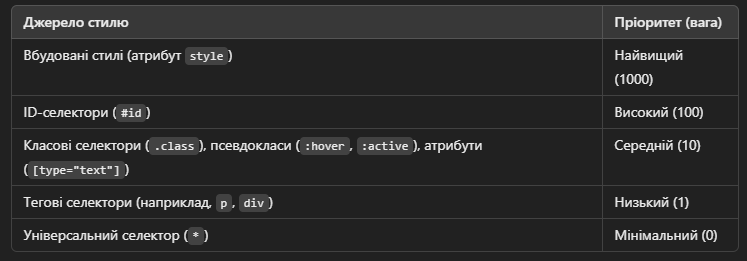 Джерело стилю Пріоритет (вага)
Вбудовані стилі (атрибут style) Найвищий
(1000)
ID-селектори (#id) Високий (100)
Класові селектори (.class), псевдокласи (:hover, :active), атрибути Середній (10)
([type="text"])
Тегові селектори (наприклад, p, div) Низький (1)
Універсальний селектор (*) Мінімальний (0)